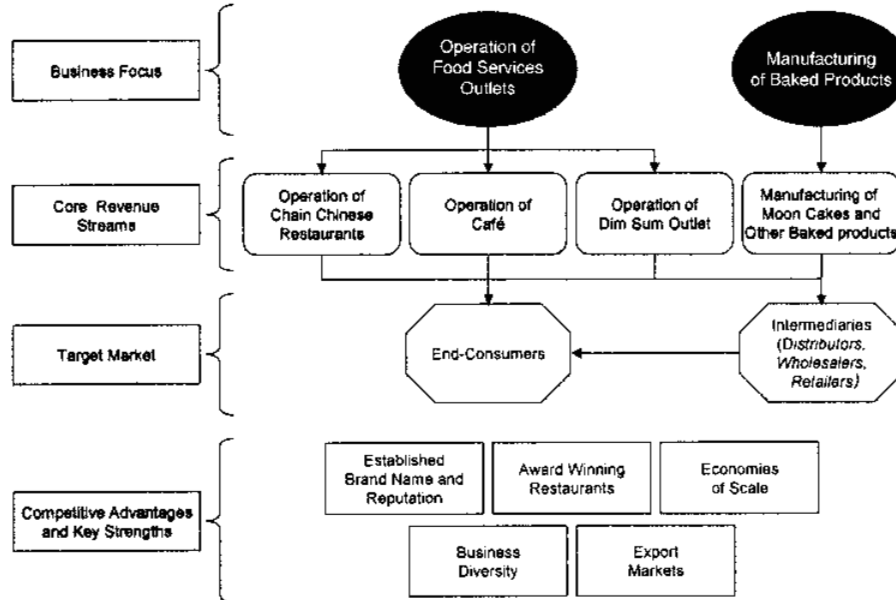 Business Focus
Operation of
Food Services
Outlets
Manufacturing
of Baked Products
Core Revenue
Streams
Operation of
Chain Chinese
Restaurants
Operation of
Café
Operation of
Dim Sum Outlet
Manufacturing of
Moon Cakes and
Other Baked products
Target Market
End-Consumers
Intermediaries
(Distributors,
Wholesalers,
Retailers)
Competitive Advantages
and Key Strengths
Established
Brand Name and
Reputation
Award Winning
Restaurants
Economies
of Scale
Business
Diversity
Export
Markets